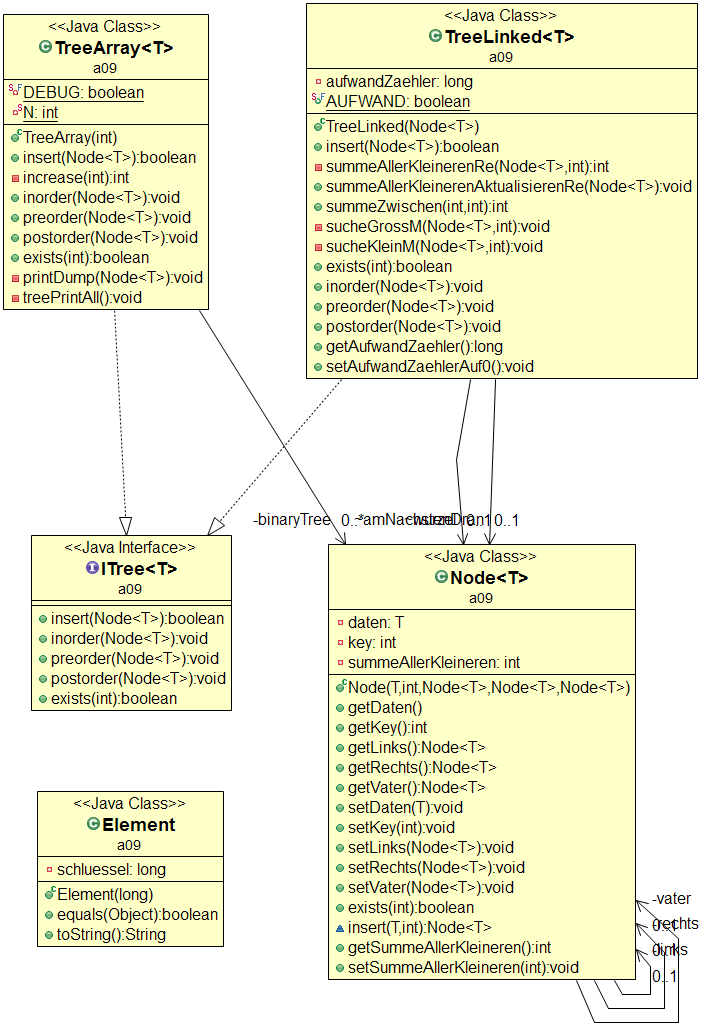 <<Java Class>>
TreeArray<T>
a09
DEBUG: boolean
N: int
TreeArray(int)
insert(Node<T>):boolean
increase(int):int
inorder(Node<T>):void
preorder(Node<T>):void
postorder(Node<T>):void
exists(int):boolean
printDump(Node<T>):void
treePrintAll():void
<<Java Class>>
TreeLinked<T>
a09
aufwandZaehler: long
AUFWAND: boolean
TreeLinked(Node<T>)
insert(Node<T>):boolean
summeAllerKleinerenRe(Node<T>,int):int
summeAllerKleinerenAktualisierenRe(Node<T>):void
summeZwischen(int,int):int
sucheGrossM(Node<T>,int):void
sucheKleinM(Node<T>,int):void
exists(int):boolean
inorder(Node<T>):void
preorder(Node<T>):void
postorder(Node<T>):void
getAufwandZaehler():long
setAufwandZaehlerAuf0():void
-binaryTree 0..* 0..1 0..1
<<Java Interface>>
ITree<T>
a09
insert(Node<T>):boolean
inorder(Node<T>):void
preorder(Node<T>):void
postorder(Node<T>):void
exists(int):boolean
<<Java Class>>
Node<T>
a09
daten: T
key: int
summeAllerKleineren: int
Node(T,int,Node<T>,Node<T>,Node<T>)
getDaten()
getKey():int
getLinks():Node<T>
getRechts():Node<T>
getVater():Node<T>
setDaten(T):void
setKey(int):void
setLinks(Node<T>):void
setRechts(Node<T>):void
setVater(Node<T>):void
exists(int):boolean
insert(T,int):Node<T>
getSummeAllerKleineren():int
setSummeAllerKleineren(int):void
-vater
-rechts
0..1
-links
0..1
0..1
<<Java Class>>
Element
a09
schluessel: long
Element(long)
equals(Object):boolean
toString():String